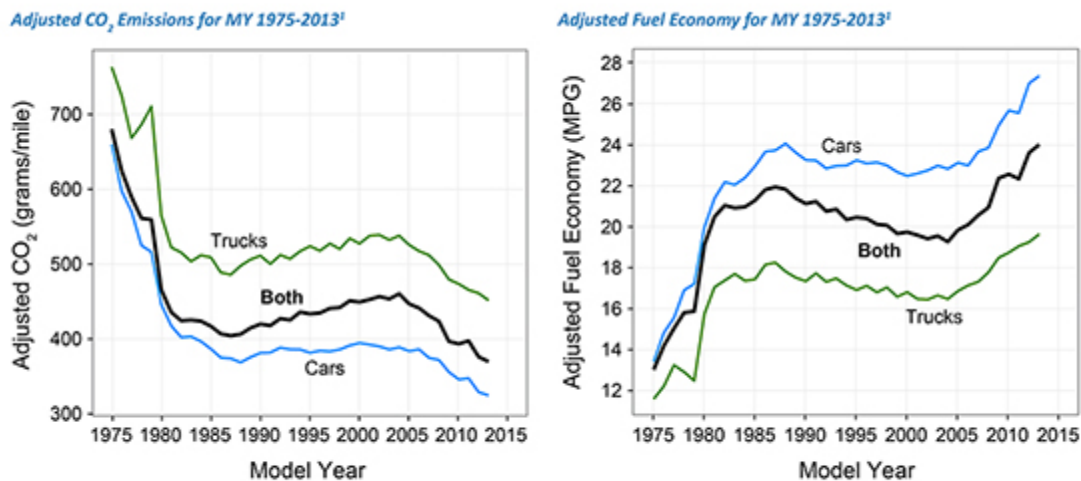 Adjusted CO₂ Emissions for MY 1975-2013¹
Adjusted CO₂ (grams/mile)
700
600
500
400
300
Trucks
Both
Cars
1975 1980 1985 1990 1995 2000 2005 2010 2015
Model Year
Adjusted Fuel Economy for MY 1975-2013¹
Adjusted Fuel Economy (MPG)
28
26
24
22
20
18
16
14
12
Cars
Both
Trucks
1975 1980 1985 1990 1995 2000 2005 2010 2015
Model Year